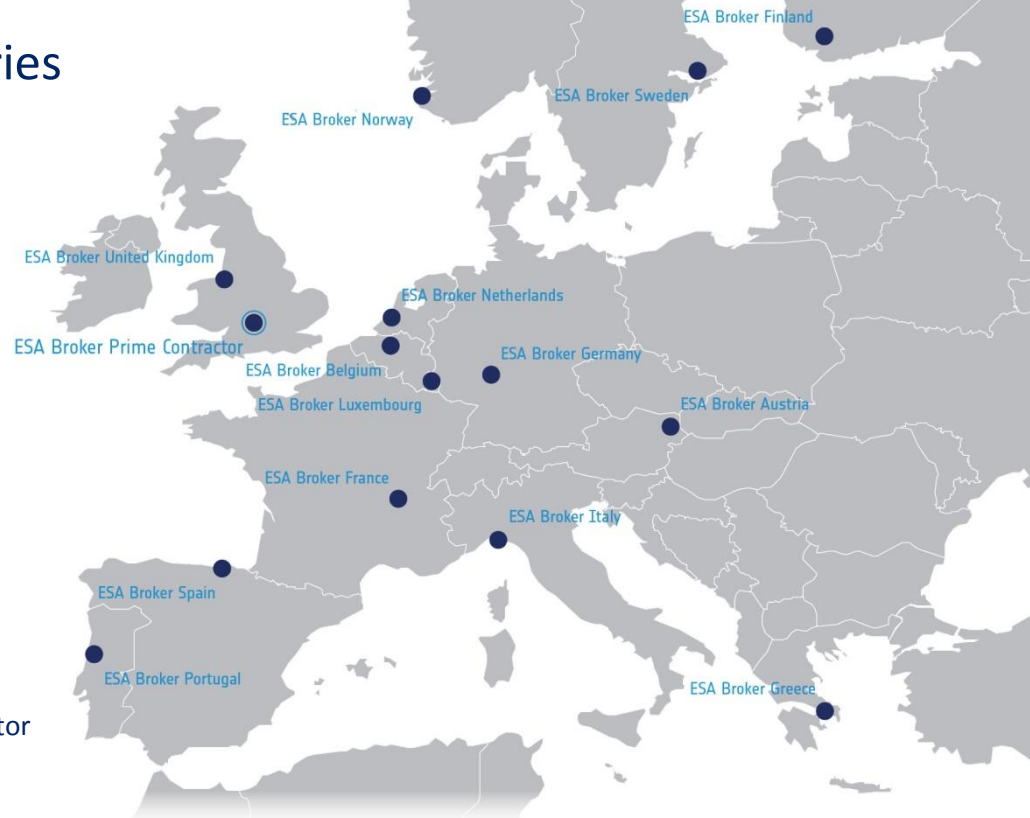 ESA Broker Finland
ries
ESA Broker Sweden
ESA Broker Norway
ESA Broker United Kingdom
ESA Broker Netherlands
ESA Broker Prime Contractor
ESA Broker Germany
ESA Broker Belgium
ESA Broker Luxembourg
ESA Broker Austria
ESA Broker France
ESA Broker Italy
ESA Broker Spain
ESA Broker Portugal
ESA Broker Greece
tor